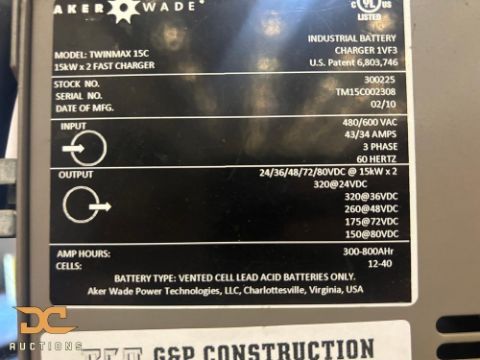 AKER WADE
C UL US
LISTED
INDUSTRIAL BATTERY
MODEL: TWINMAX 15C CHARGER 1VF3
15kW x 2 FAST CHARGER U.S. Patent 6,803,746
STOCK NO. 300225
SERIAL NO. TM15C002308
DATE OF MFG. 02/10
INPUT 480/600 VAC
43/34 AMPS
3 PHASE
60 HERTZ
OUTPUT 24/36/48/72/80VDC @ 15kW x 2
320@24VDC
320@36VDC
260@48VDC
175@72VDC
150@80VDC
AMP HOURS: 300-800AHr
CELLS: 12-40
BATTERY TYPE: VENTED CELL LEAD ACID BATTERIES ONLY.
Aker Wade Power Technologies, LLC, Charlottesville, Virginia, USA
DC
AUCTIONS
G&P CONSTRUCTION